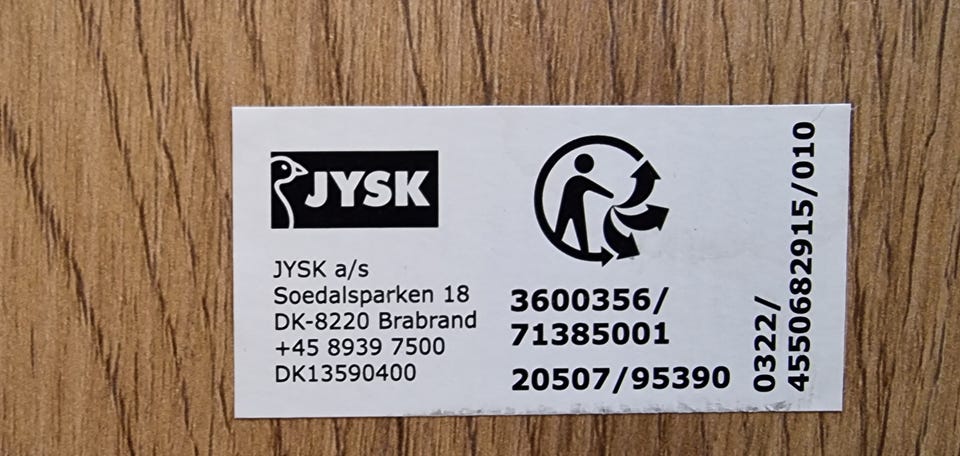 JYSK
JYSK a/s
Soedalsparken 18
DK-8220 Brabrand
+45 8939 7500
DK13590400
3600356/
71385001
20507/95390
0322/
4550682915/010